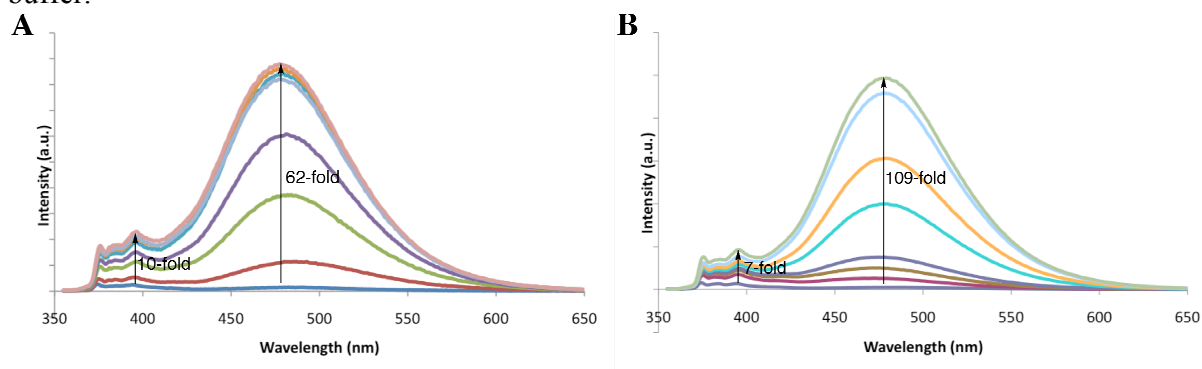 buffer.
A
B
Intensity (a.u.)
62-fold
10-fold
350 400 450 500 550 600 650
Wavelength (nm)
Intensity (a.u.)
109-fold
7-fold
350 400 450 500 550 600 650
Wavelength (nm)